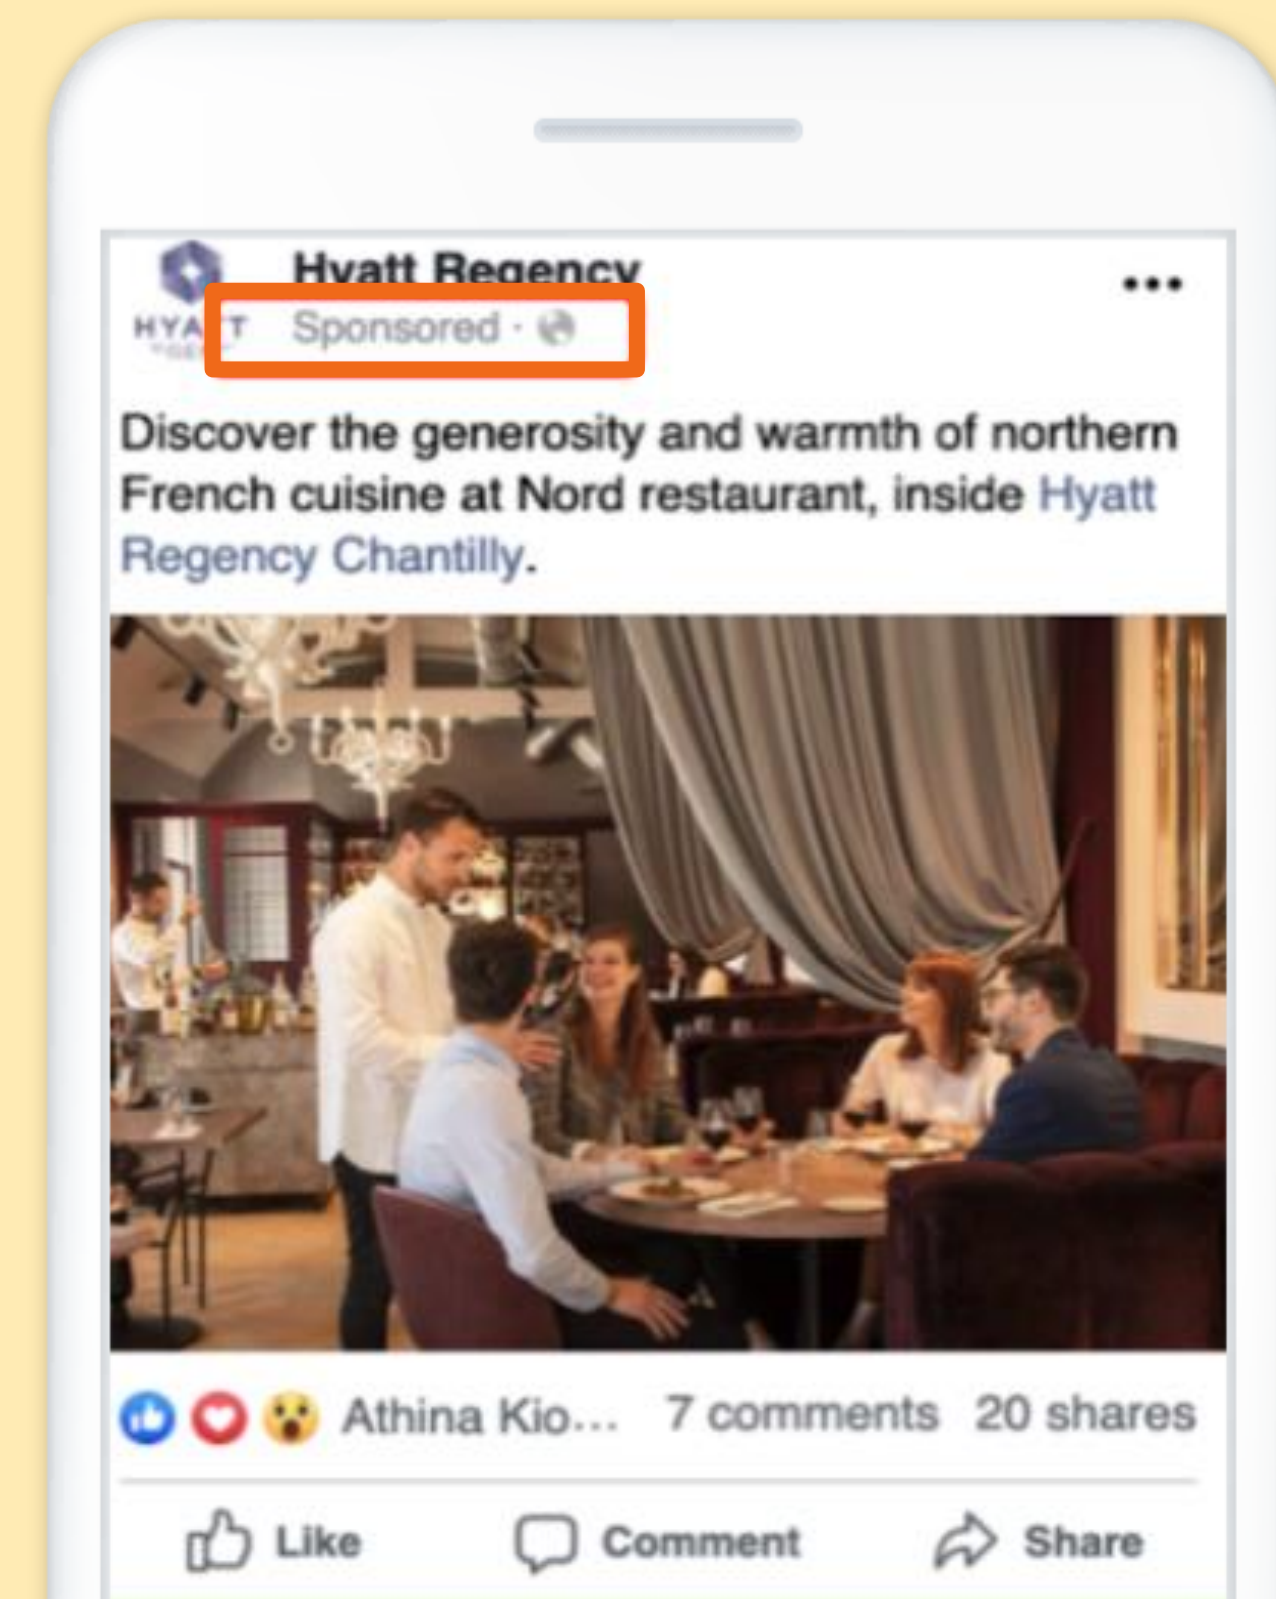 Hyatt Regency
HYATT
Sponsored ·
Discover the generosity and warmth of northern
French cuisine at Nord restaurant, inside Hyatt
Regency Chantilly.
Athina Kio... 7 comments 20 shares
Like Comment Share